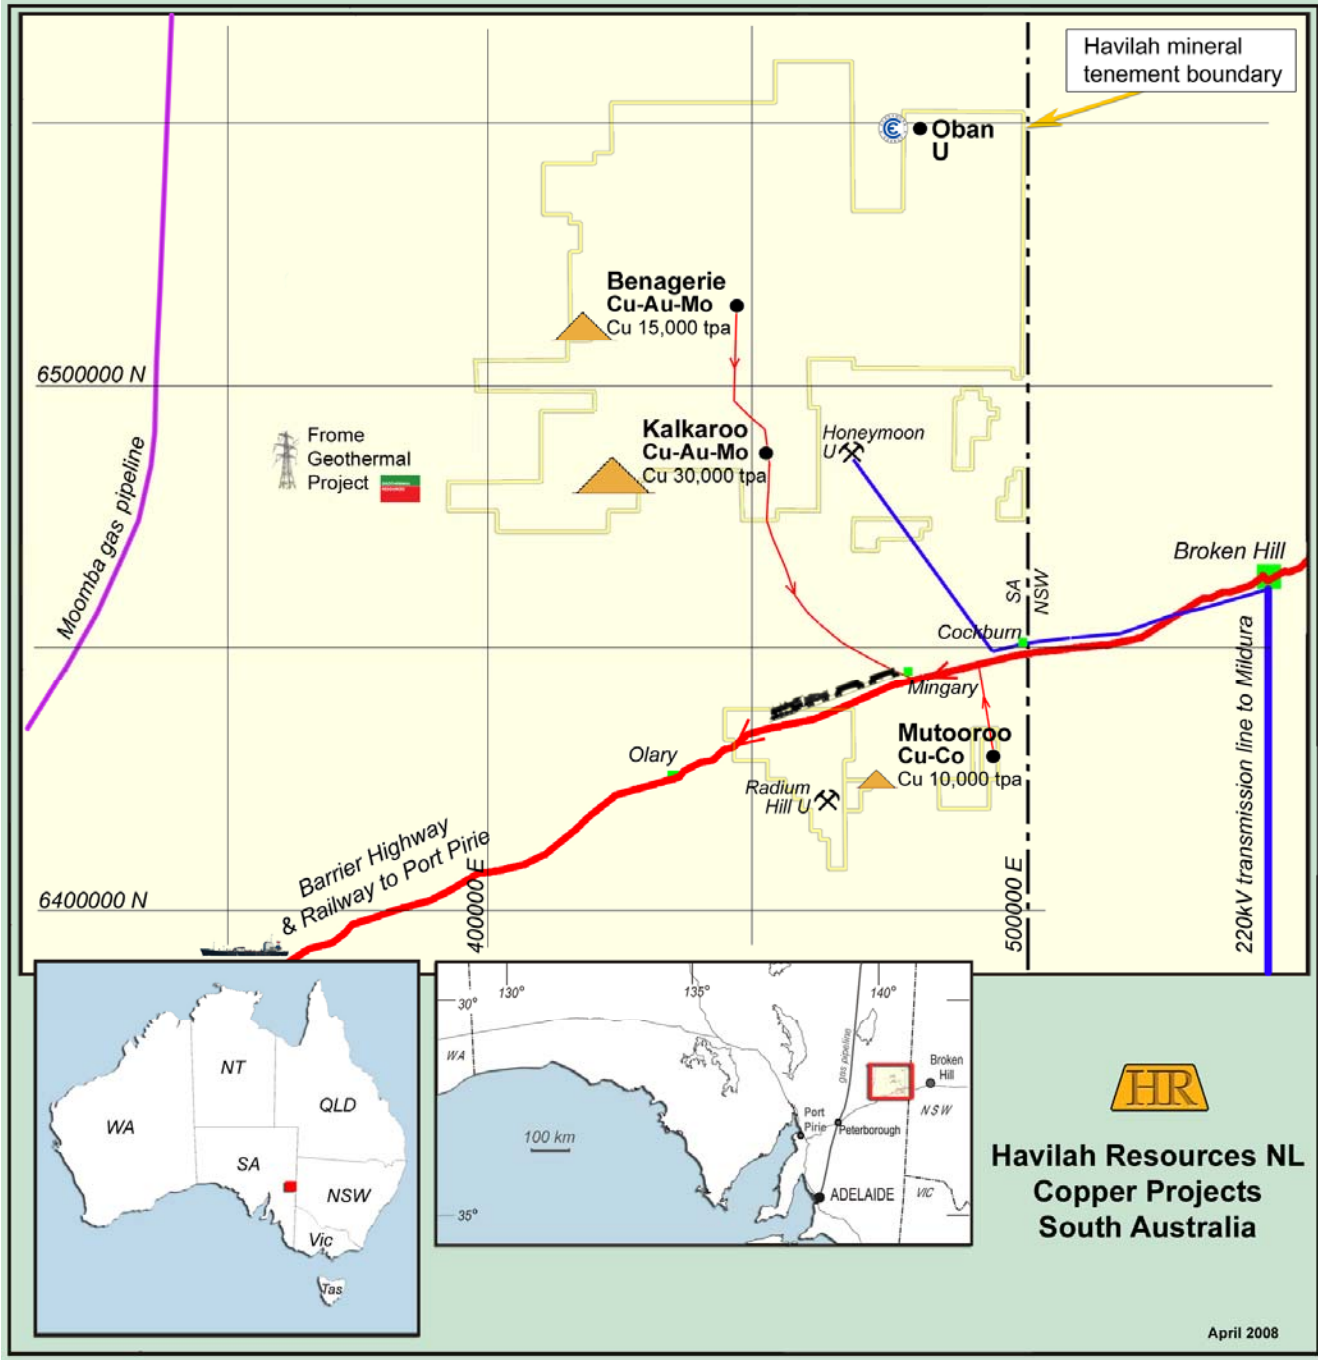 Havilah mineral
tenement boundary
Oban
U
Benagerie
Cu-Au-Mo
Cu 15,000 tpa
6500000 N
Kalkaroo
Cu-Au-Mo
Cu 30,000 tpa
Honeymoon
U
Frome
Geothermal
Project
Moomba gas pipeline
Broken Hill
SA
NSW
Cockburn
Mingary
220kV transmission line to Mildura
Mutooroo
Cu-Co
Cu 10,000 tpa
Olary
Radium
Hill U
Barrier Highway
& Railway to Port Pirie
400000 E
500000 E
6400000 N
NT
QLD
WA
SA
NSW
Vic
Tas
30°
130°
135°
140°
WA
gas pipeline
Broken
Hill
NSW
Port
Pirie
Peterborough
100 km
ADELAIDE
VIC
35°
HR
Havilah Resources NL
Copper Projects
South Australia
April 2008